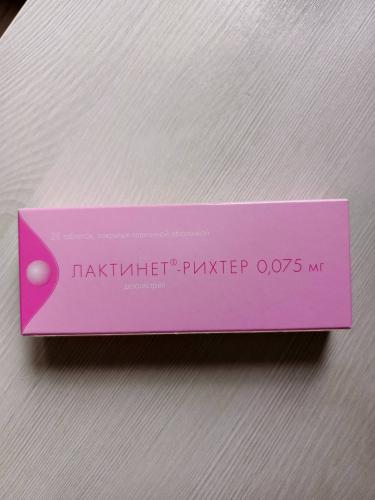 28 таблеток, покрытых пленочной оболочкой
ЛАКТИНЕТ®-РИХТЕР 0,075 мг
дезогестрел